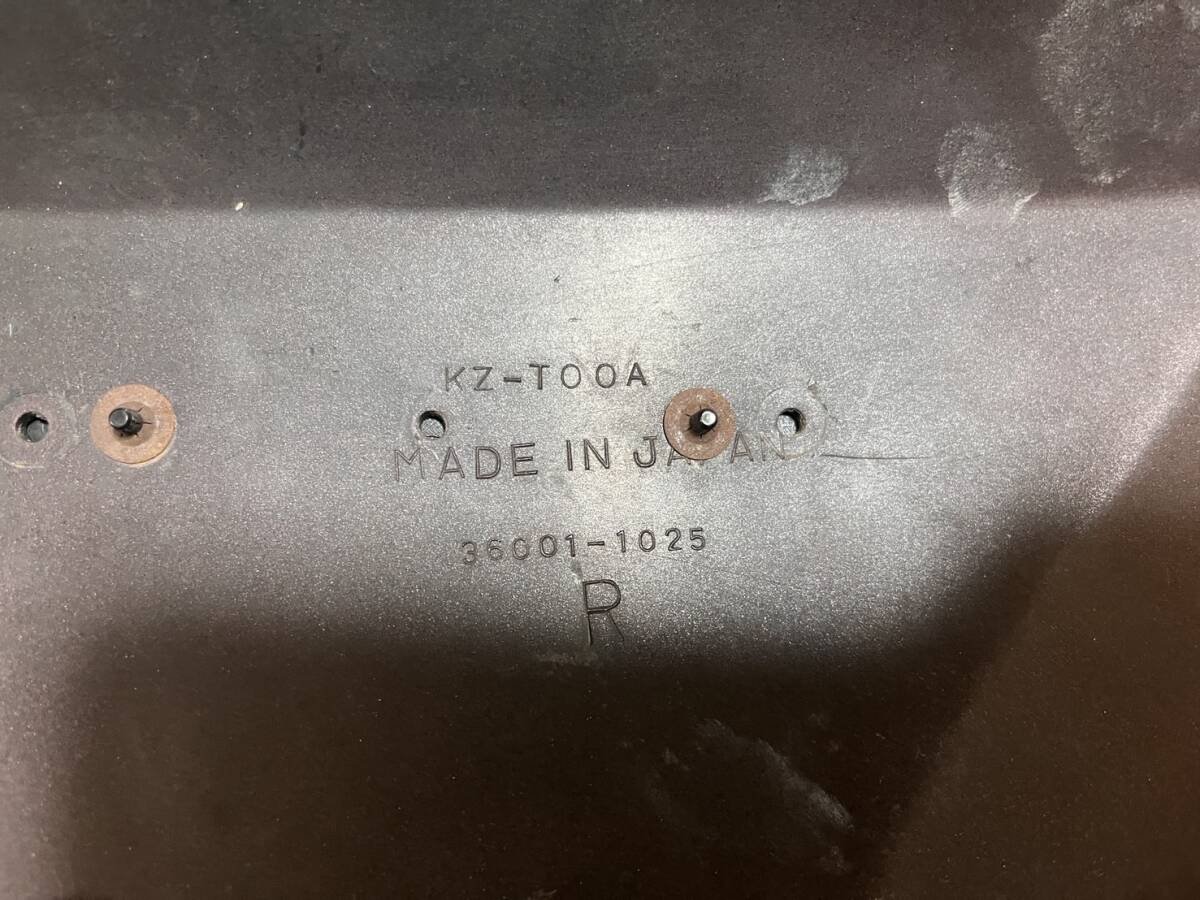 KZ-T00A
MADE IN JAPAN
36001-1025
R